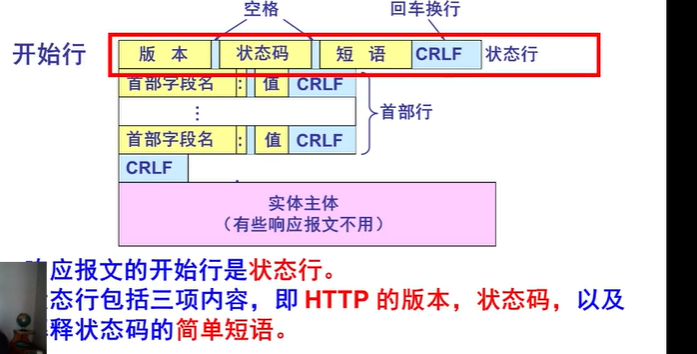 空格 回车换行
开始行 版 本 状态码 短 语 CRLF 状态行
首部字段名 : 值 CRLF
⋮ 首部行
首部字段名 : 值 CRLF
CRLF
实体主体
（有些响应报文不用）
应报文的开始行是状态行。
态行包括三项内容，即 HTTP 的版本，状态码，以及
释状态码的简单短语。